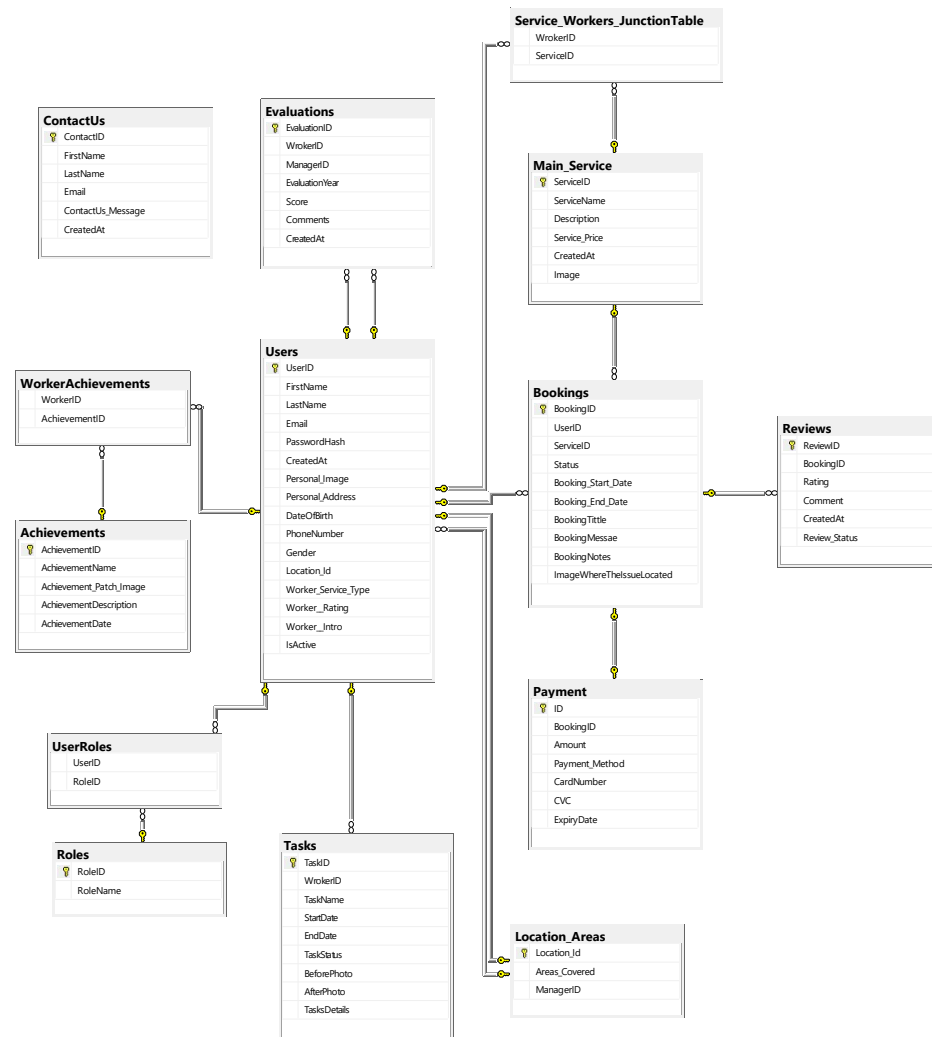 Service_Workers_JunctionTable
WrokerID
ServiceID
ContactUs
ContactID
FirstName
LastName
Email
ContactUs_Message
CreatedAt
Evaluations
EvaluationID
WrokerID
ManagerID
EvaluationYear
Score
Comments
CreatedAt
Main_Service
ServiceID
ServiceName
Description
Service_Price
CreatedAt
Image
Users
UserID
FirstName
LastName
Email
PasswordHash
CreatedAt
Personal_Image
Personal_Address
DateOfBirth
PhoneNumber
Gender
Location_Id
Worker_Service_Type
Worker__Rating
Worker__Intro
IsActive
WorkerAchievements
WorkerID
AchievementID
Bookings
BookingID
UserID
ServiceID
Status
Booking_Start_Date
Booking_End_Date
BookingTittle
BookingMessae
BookingNotes
ImageWhereTheIssueLocated
Reviews
ReviewID
BookingID
Rating
Comment
CreatedAt
Review_Status
Achievements
AchievementID
AchievementName
Achievement_Patch_Image
AchievementDescription
AchievementDate
Payment
ID
BookingID
Amount
Payment_Method
CardNumber
CVC
ExpiryDate
UserRoles
UserID
RoleID
Roles
RoleID
RoleName
Tasks
TaskID
WrokerID
TaskName
StartDate
EndDate
TaskStatus
BeforePhoto
AfterPhoto
TasksDetails
Location_Areas
Location_Id
Areas_Covered
ManagerID